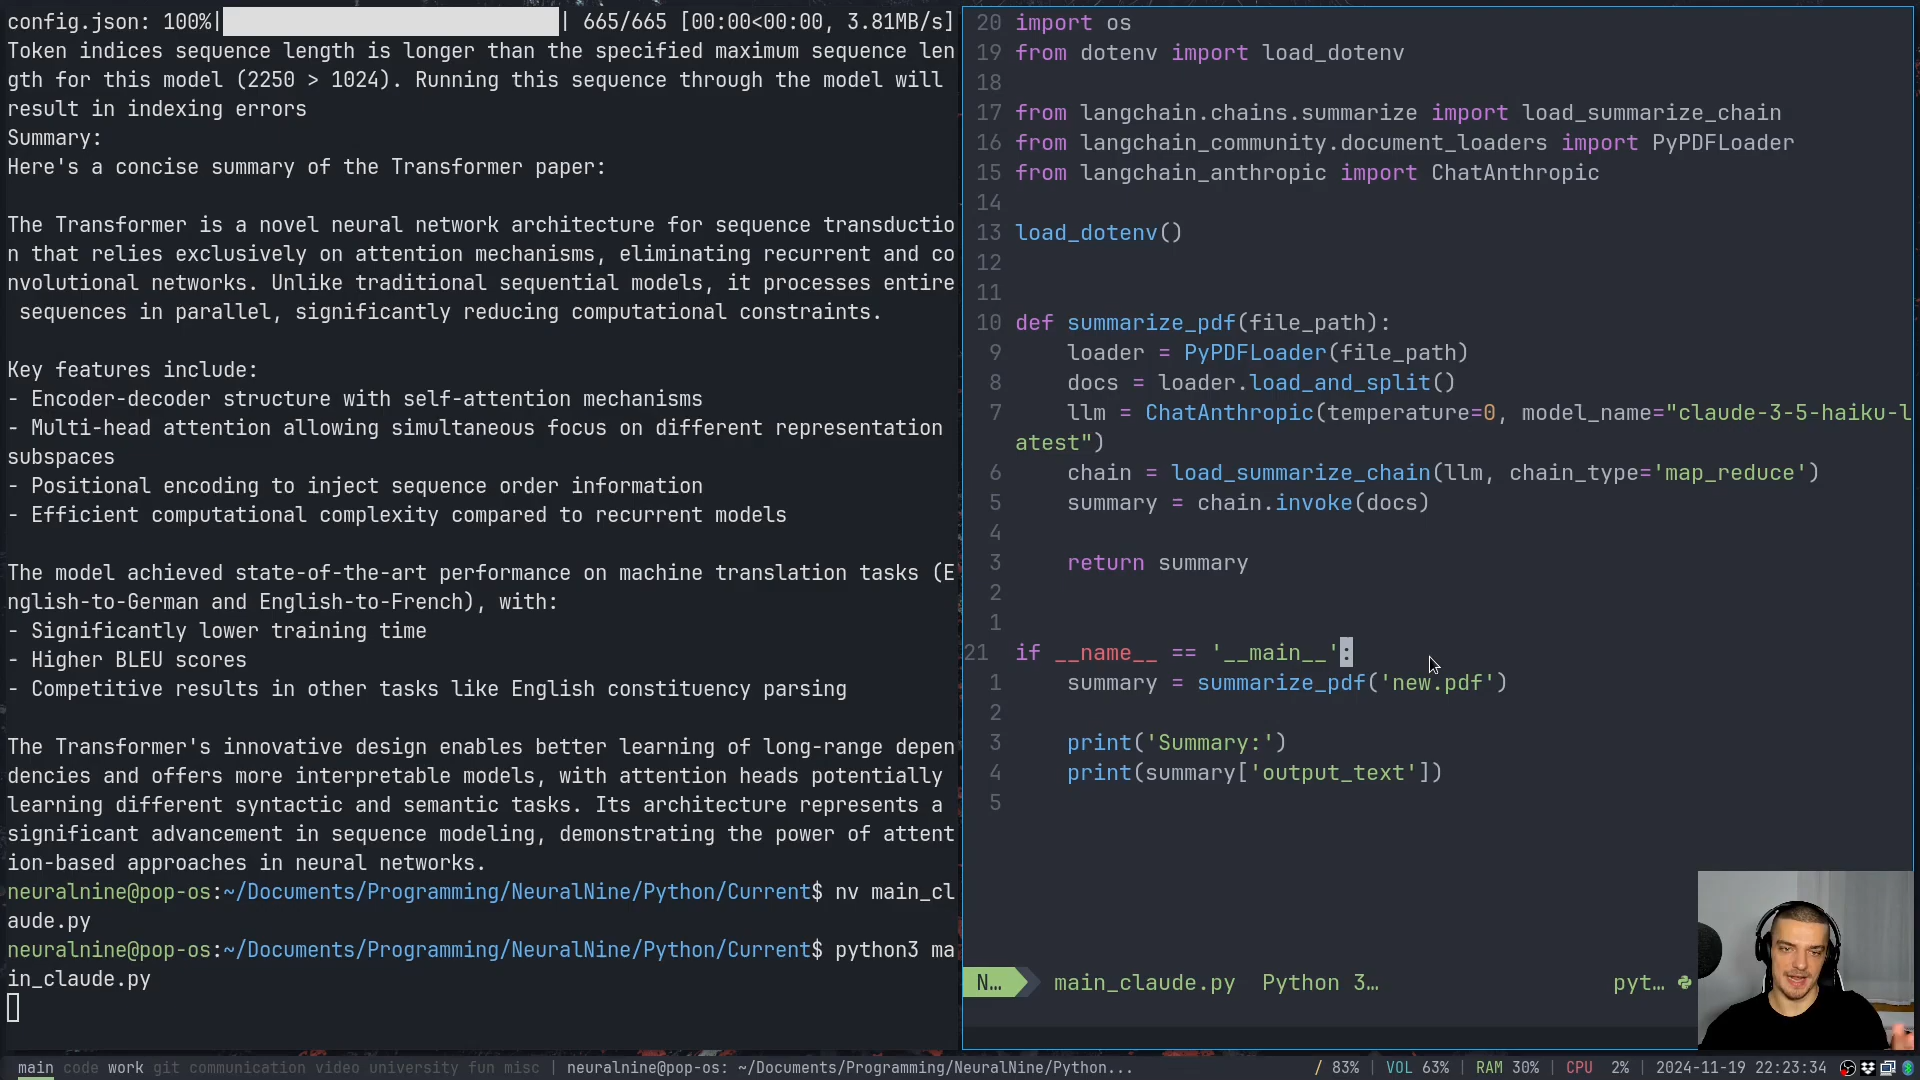 config.json: 100%|          | 665/665 [00:00<00:00, 3.81MB/s]
Token indices sequence length is longer than the specified maximum sequence len
gth for this model (2250 > 1024). Running this sequence through the model will
result in indexing errors
Summary:
Here's a concise summary of the Transformer paper:
The Transformer is a novel neural network architecture for sequence transductio
n that relies exclusively on attention mechanisms, eliminating recurrent and co
nvolutional networks. Unlike traditional sequential models, it processes entire
 sequences in parallel, significantly reducing computational constraints.
Key features include:
- Encoder-decoder structure with self-attention mechanisms
- Multi-head attention allowing simultaneous focus on different representation
subspaces
- Positional encoding to inject sequence order information
- Efficient computational complexity compared to recurrent models
The model achieved state-of-the-art performance on machine translation tasks (E
nglish-to-German and English-to-French), with:
- Significantly lower training time
- Higher BLEU scores
- Competitive results in other tasks like English constituency parsing
The Transformer's innovative design enables better learning of long-range depen
dencies and offers more interpretable models, with attention heads potentially
learning different syntactic and semantic tasks. Its architecture represents a
significant advancement in sequence modeling, demonstrating the power of attent
ion-based approaches in neural networks.
neuralnine@pop-os:~/Documents/Programming/NeuralNine/Python/Current$ nv main_cl
aude.py
neuralnine@pop-os:~/Documents/Programming/NeuralNine/Python/Current$ python3 ma
in_claude.py
20 import os
19 from dotenv import load_dotenv
18
17 from langchain.chains.summarize import load_summarize_chain
16 from langchain_community.document_loaders import PyPDFLoader
15 from langchain_anthropic import ChatAnthropic
14
13 load_dotenv()
12
11
10 def summarize_pdf(file_path):
9     loader = PyPDFLoader(file_path)
8     docs = loader.load_and_split()
7     llm = ChatAnthropic(temperature=0, model_name="claude-3-5-haiku-l
atest")
6     chain = load_summarize_chain(llm, chain_type='map_reduce')
5     summary = chain.invoke(docs)
4
3     return summary
2
1
21 if __name__ == '__main__':
1     summary = summarize_pdf('new.pdf')
2
3     print('Summary:')
4     print(summary['output_text'])
5
N… main_claude.py Python 3… pyt…
main code work git communication video university fun misc | neuralnine@pop-os: ~/Documents/Programming/NeuralNine/Python... / 83% | VOL 63% | RAM 30% | CPU 2% | 2024-11-19 22:23:34